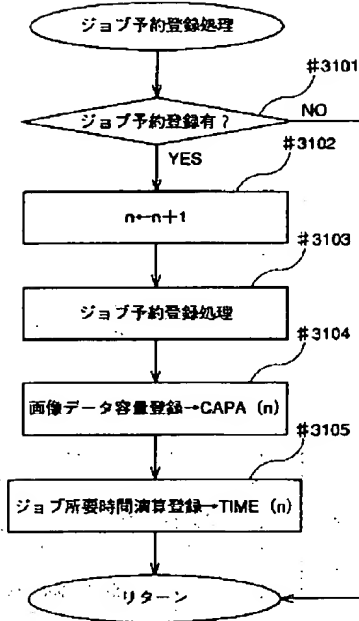 ジョブ予約登録処理
#3101
ジョブ予約登録有?
NO
YES
#3102
n←n+1
#3103
ジョブ予約登録処理
#3104
画像データ容量登録→CAPA (n)
#3105
ジョブ所要時間演算登録→TIME (n)
リターン